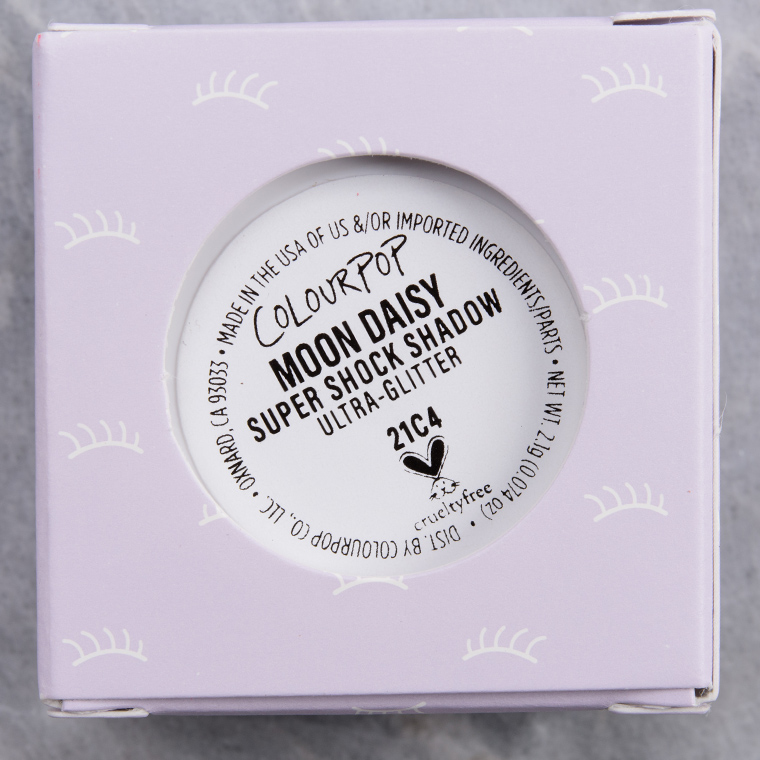 COLOURPOP
MOON DAISY
SUPER SHOCK SHADOW
ULTRA-GLITTER
21C4
crueltyfree
MADE IN THE USA OF US &/OR IMPORTED INGREDIENTS/PARTS • NET WT. 2.1g (0.074 oz) • DIST. BY COLOURPOP CO., LLC. • OXNARD, CA 93033 •